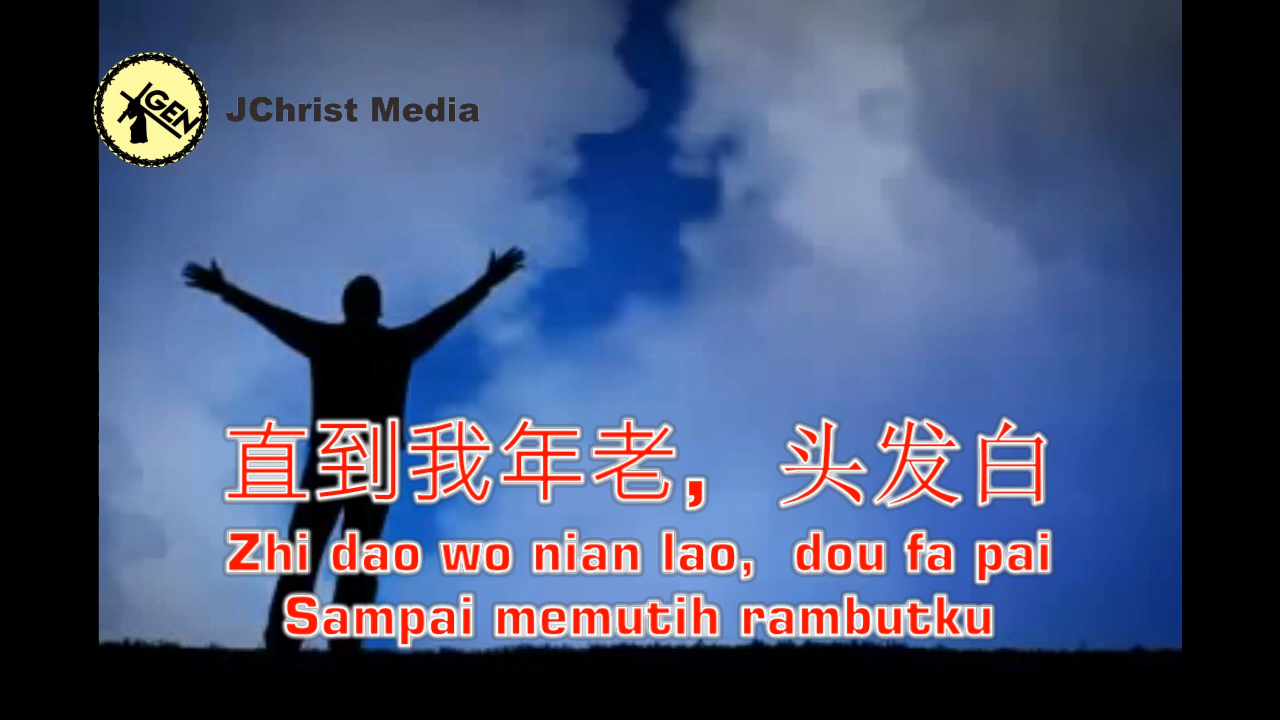 GEN
JChrist Media
直到我年老，头发白
Zhi dao wo nian lao, dou fa pai
Sampai memutih rambutku